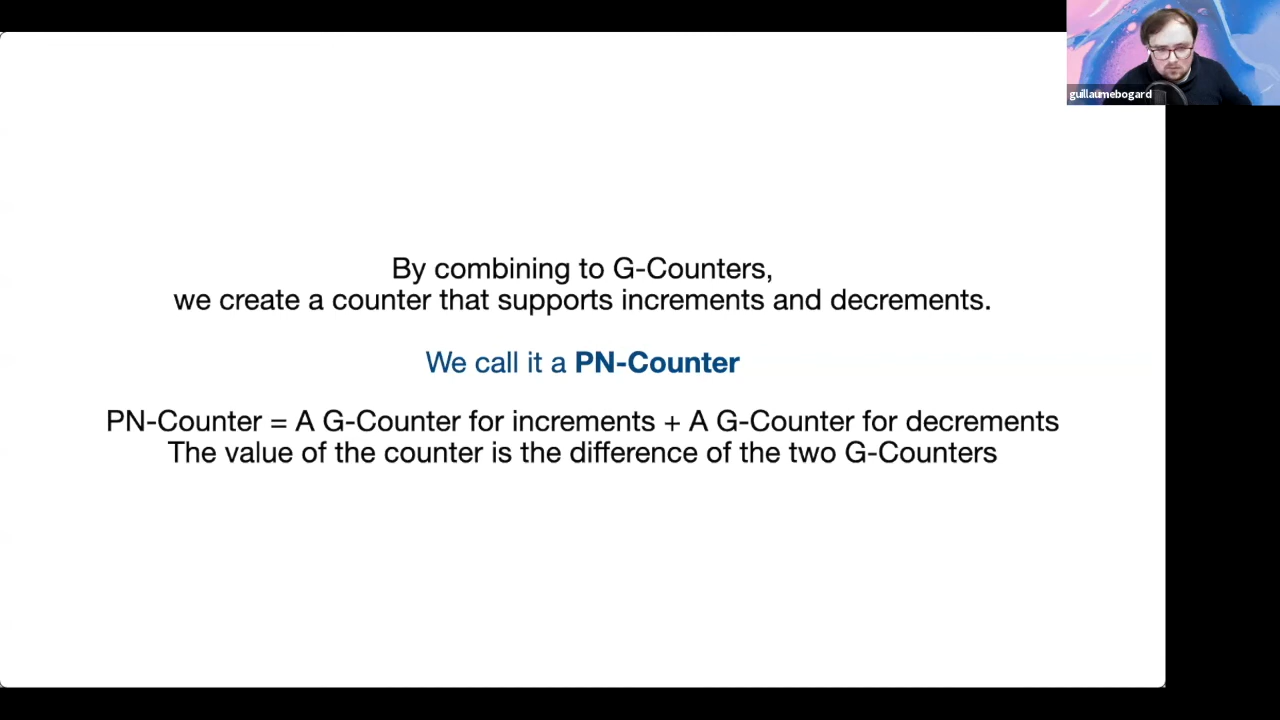 guillaumebogard
By combining to G-Counters,
we create a counter that supports increments and decrements.
We call it a PN-Counter
PN-Counter = A G-Counter for increments + A G-Counter for decrements
The value of the counter is the difference of the two G-Counters